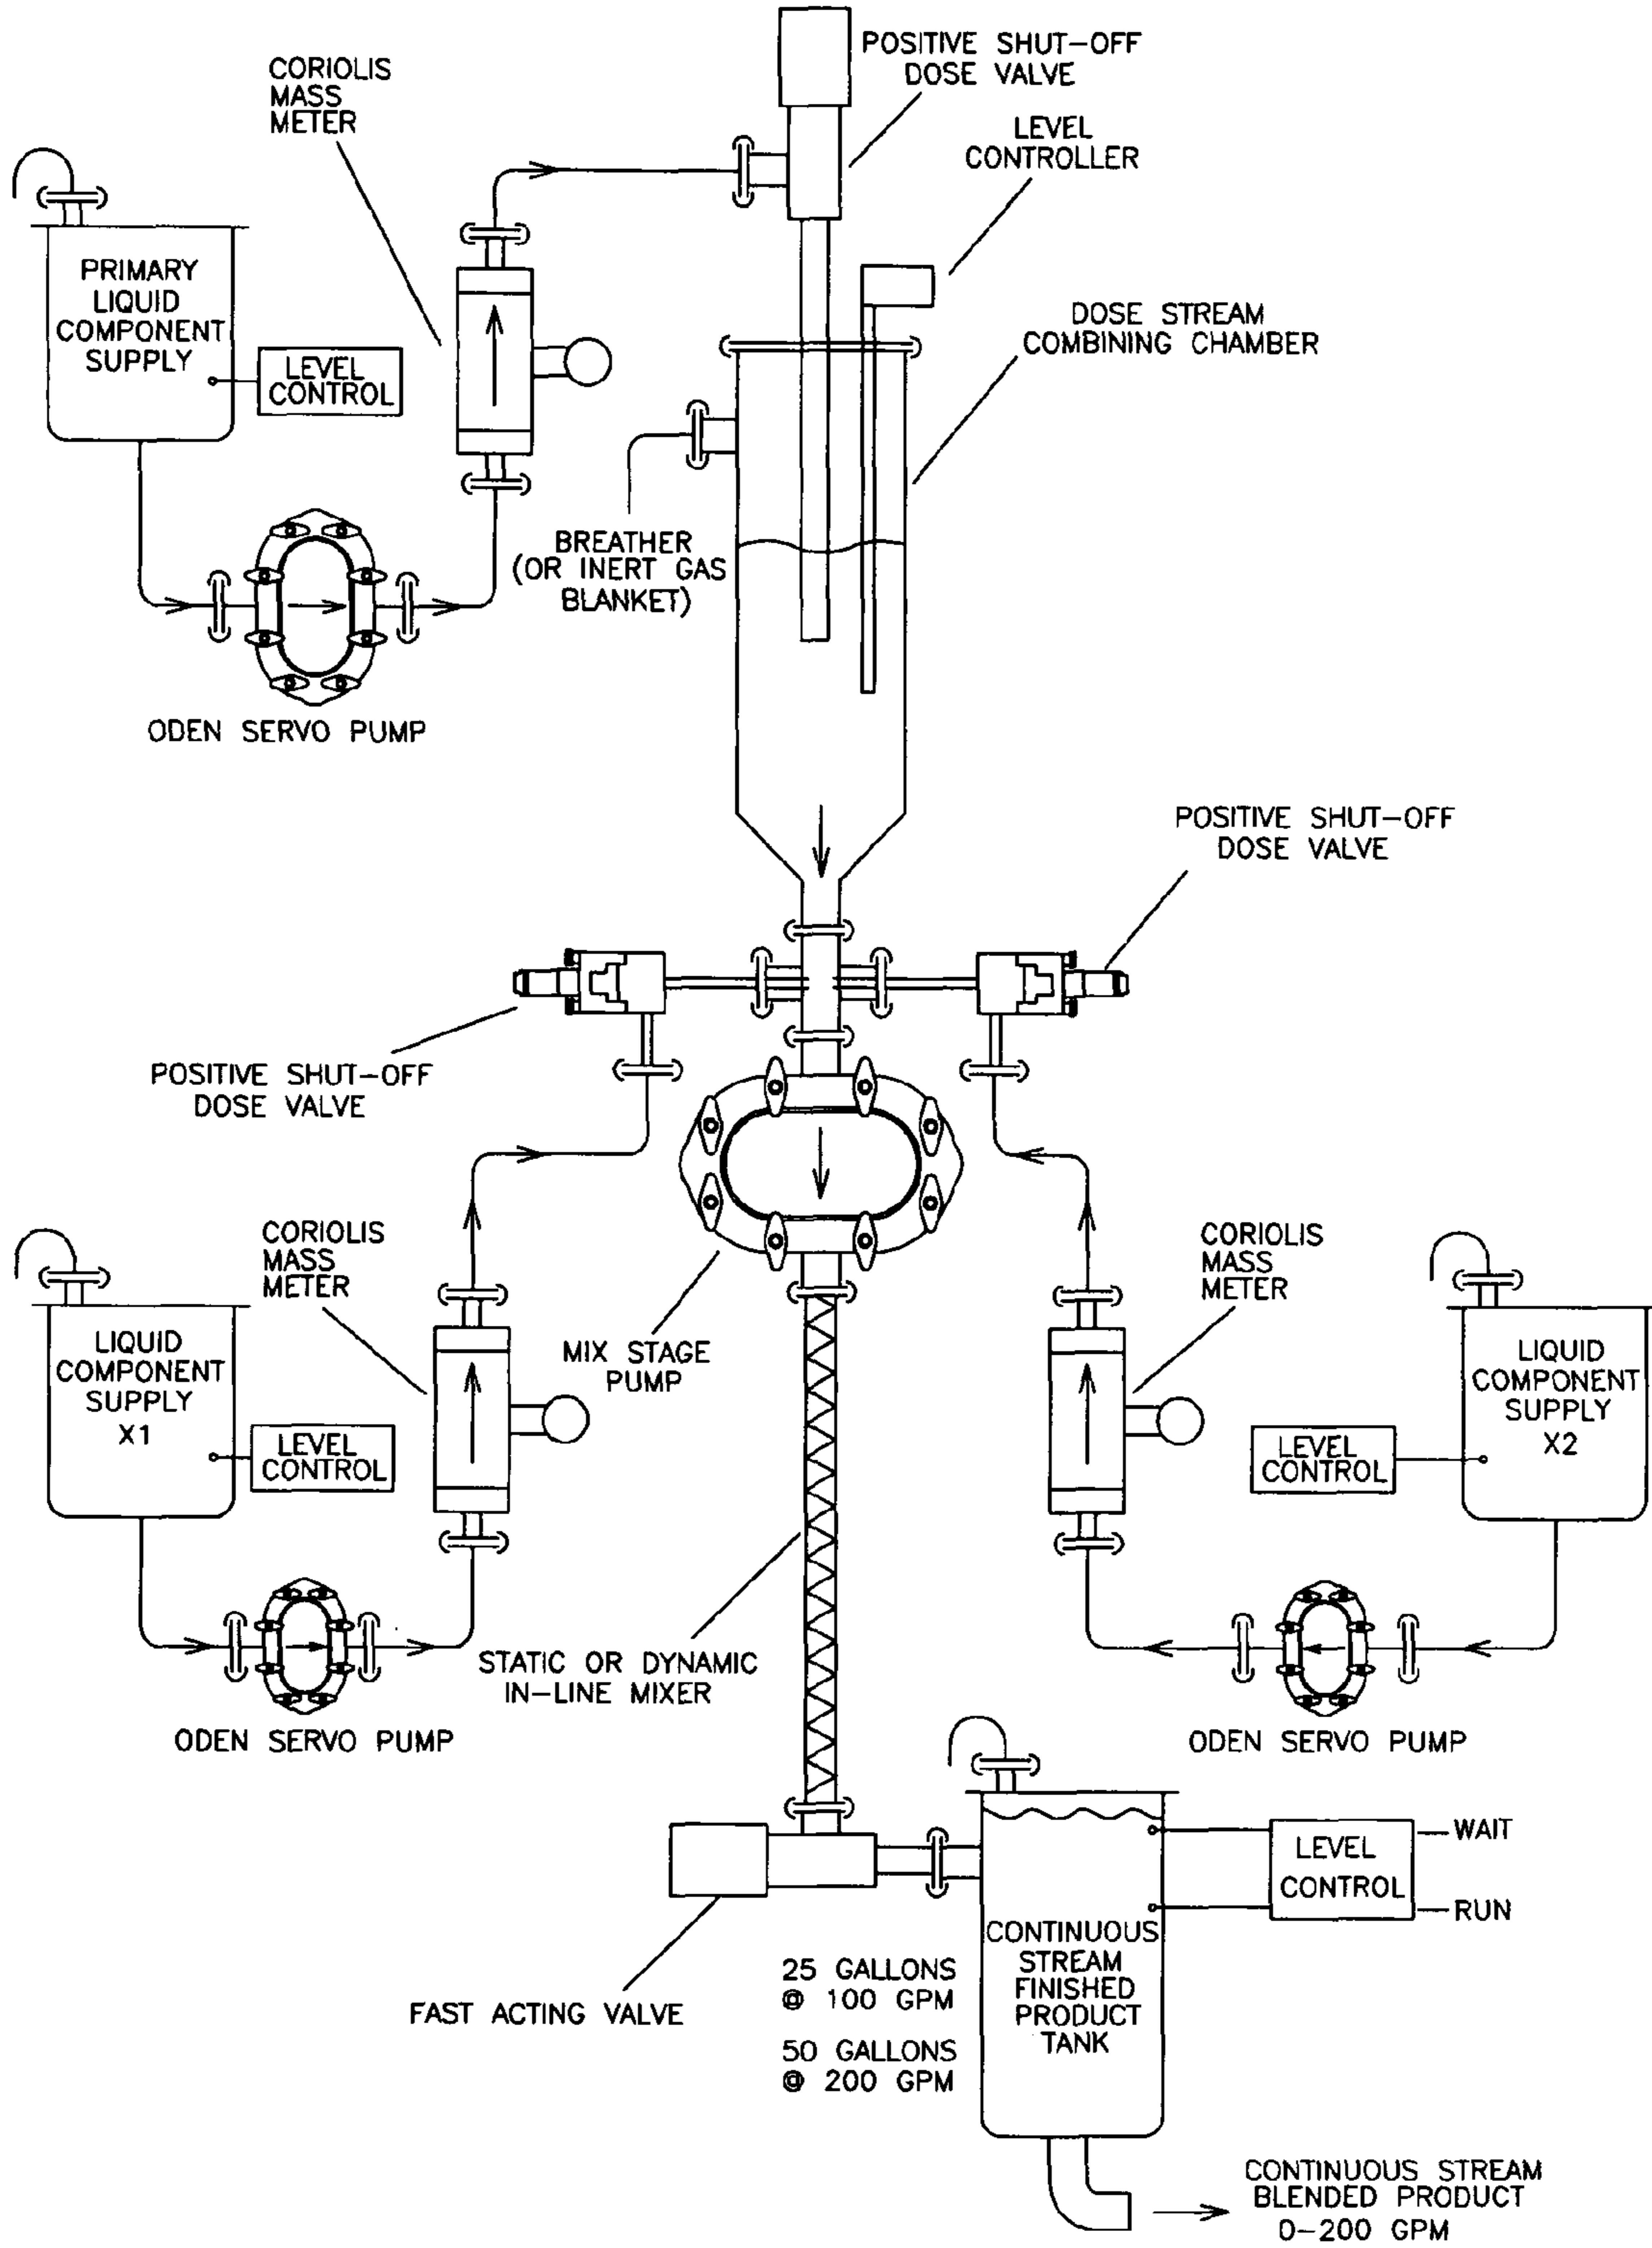 POSITIVE SHUT-OFF
DOSE VALVE
CORIOLIS
MASS
METER
LEVEL
CONTROLLER
PRIMARY
LIQUID
COMPONENT
SUPPLY
LEVEL
CONTROL
DOSE STREAM
COMBINING CHAMBER
BREATHER
(OR INERT GAS
BLANKET)
ODEN SERVO PUMP
POSITIVE SHUT-OFF
DOSE VALVE
POSITIVE SHUT-OFF
DOSE VALVE
CORIOLIS
MASS
METER
CORIOLIS
MASS
METER
LIQUID
COMPONENT
SUPPLY
X1
LEVEL
CONTROL
MIX STAGE
PUMP
LIQUID
COMPONENT
SUPPLY
X2
LEVEL
CONTROL
STATIC OR DYNAMIC
IN-LINE MIXER
ODEN SERVO PUMP
ODEN SERVO PUMP
LEVEL
CONTROL
WAIT
RUN
CONTINUOUS
STREAM
FINISHED
PRODUCT
TANK
25 GALLONS
@ 100 GPM
50 GALLONS
@ 200 GPM
FAST ACTING VALVE
CONTINUOUS STREAM
BLENDED PRODUCT
0-200 GPM